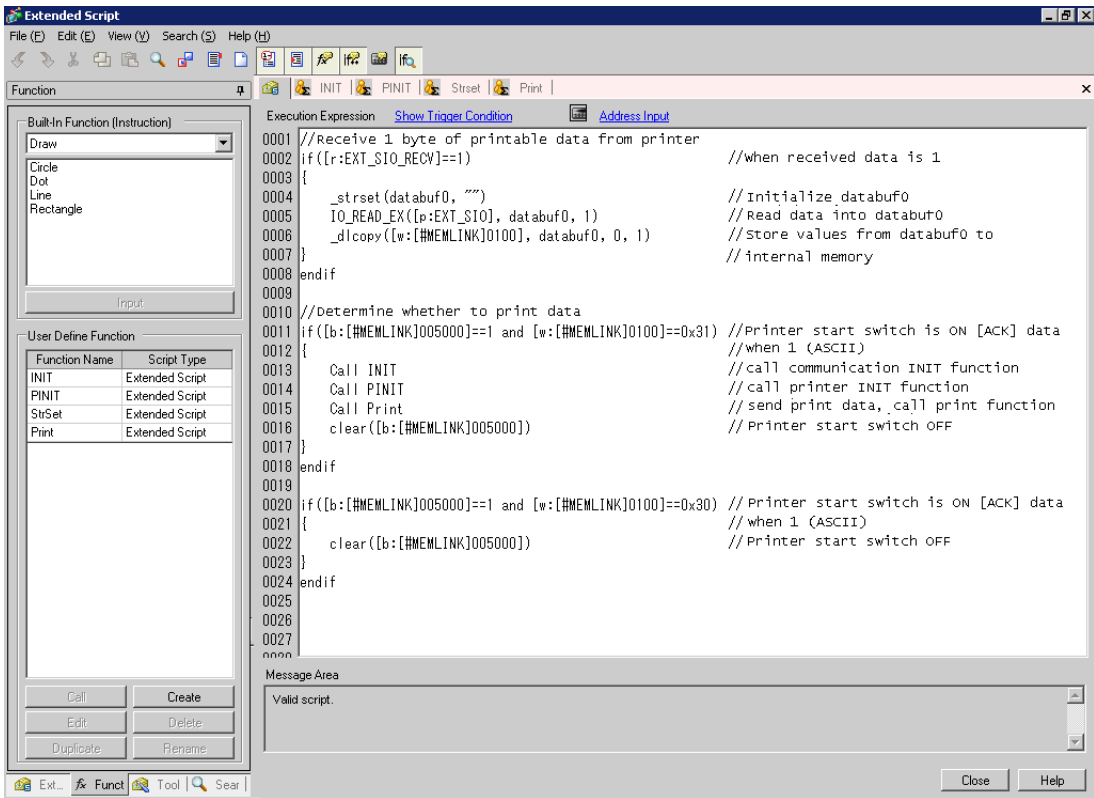 Extended Script
File (F) Edit (E) View (V) Search (S) Help (H)
Function
INIT PINIT Strset Print
Built-In Function (Instruction)
Draw
Circle
Dot
Line
Rectangle
Input
User Define Function
Function Name Script Type
INIT Extended Script
PINIT Extended Script
StrSet Extended Script
Print Extended Script
Call Create
Edit Delete
Duplicate Rename
Ext... fx Funct Tool Sear
Execution Expression Show Trigger Condition Address Input
0001 //Receive 1 byte of printable data from printer
0002 if([r:EXT_SIO_RECV]==1) //when received data is 1
0003 {
0004 _strset(databuf0, "") // Initialize databuf0
0005 IO_READ_EX([p:EXT_SIO], databuf0, 1) // Read data into databuf0
0006 _dlcopy([w:[#MEMLINK]0100], databuf0, 0, 1) //Store values from databuf0 to
0007 } // internal memory
0008 endif
0009
0010 //Determine whether to print data
0011 if([b:[#MEMLINK]005000]==1 and [w:[#MEMLINK]0100]==0x31) //Printer start switch is ON [ACK] data
0012 { //when 1 (ASCII)
0013 Call INIT //call communication INIT function
0014 Call PINIT // call printer INIT function
0015 Call Print // send print data, call print function
0016 clear([b:[#MEMLINK]005000]) // Printer start switch OFF
0017 }
0018 endif
0019
0020 if([b:[#MEMLINK]005000]==1 and [w:[#MEMLINK]0100]==0x30) // Printer start switch is ON [ACK] data
0021 { // when 1 (ASCII)
0022 clear([b:[#MEMLINK]005000]) //Printer start switch OFF
0023 }
0024 endif
0025
0026
0027
Message Area
Valid script.
Close Help